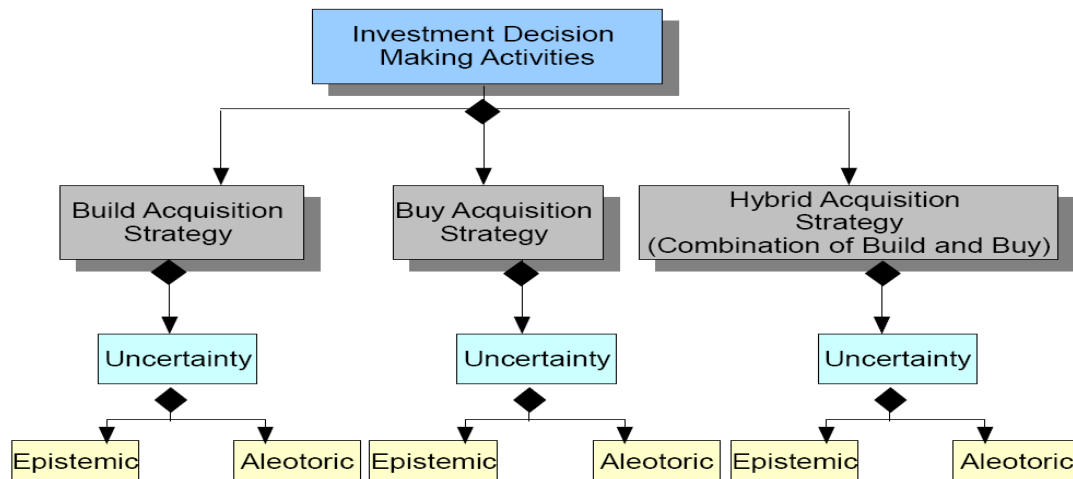 Investment Decision
Making Activities
Build Acquisition
Strategy
Buy Acquisition
Strategy
Hybrid Acquisition
Strategy
(Combination of Build and Buy)
Uncertainty
Uncertainty
Uncertainty
Epistemic
Aleotoric
Epistemic
Aleotoric
Epistemic
Aleotoric